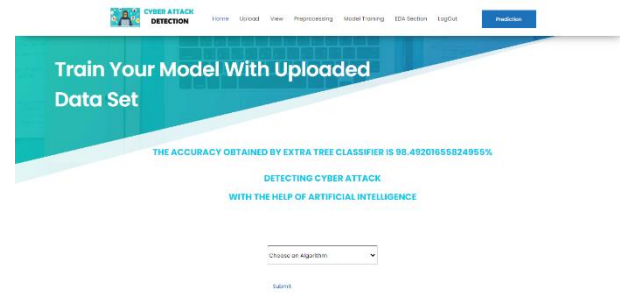 CYBER ATTACK
DETECTION
Home Upload View Preprocessing Model Training EDA Section LogOut Prediction
Train Your Model With Uploaded
Data Set
THE ACCURACY OBTAINED BY EXTRA TREE CLASSIFIER IS 98.49201655824955%
DETECTING CYBER ATTACK
WITH THE HELP OF ARTIFICIAL INTELLIGENCE
Choose an Algorithm
Submit